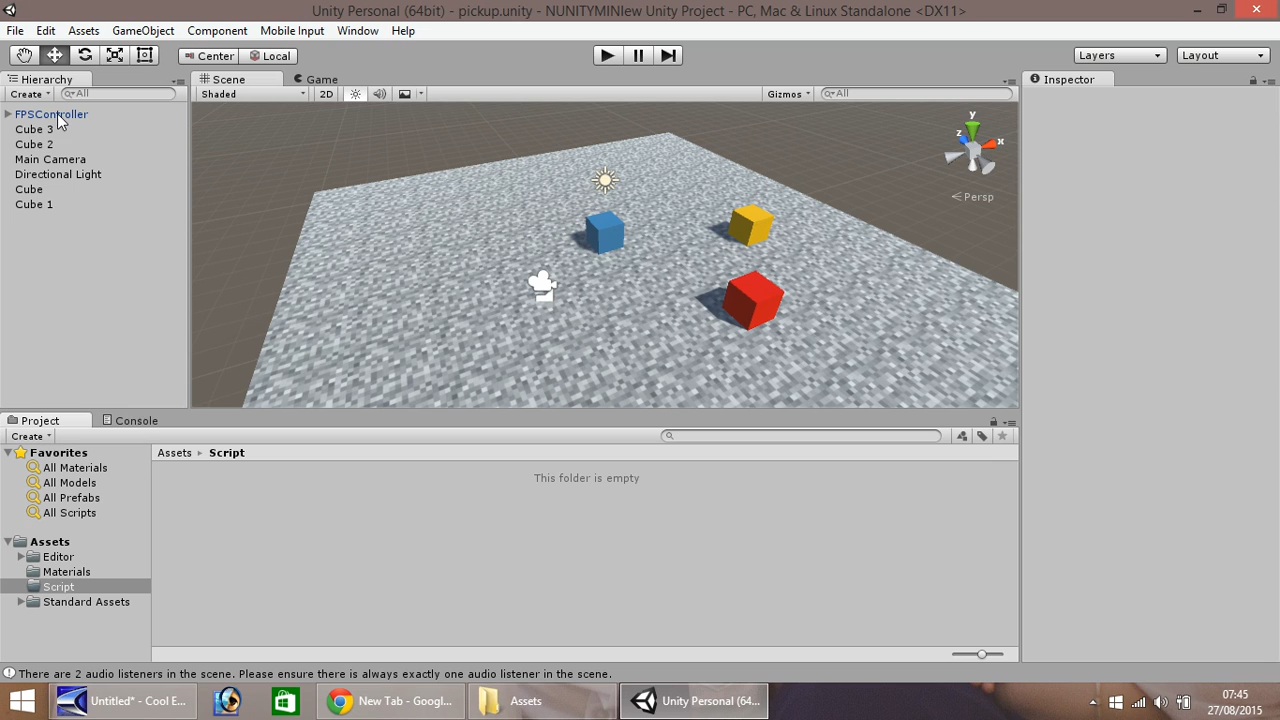 Unity Personal (64bit) - pickup.unity - NUNITYMINIew Unity Project - PC, Mac & Linux Standalone <DX11>
File Edit Assets GameObject Component Mobile Input Window Help
Center Local Layers Layout
Hierarchy Scene Game Inspector
Create All Shaded 2D Gizmos All
FPSController
Cube 3
Cube 2
Main Camera
Directional Light
Cube
Cube 1
y
z
x
Persp
Project Console
Create
Favorites
All Materials
All Models
All Prefabs
All Scripts
Assets
Editor
Materials
Script
Standard Assets
Assets Script
This folder is empty
There are 2 audio listeners in the scene. Please ensure there is always exactly one audio listener in the scene.
Untitled* - Cool E... New Tab - Googl... Assets Unity Personal (64...
07:45
27/08/2015